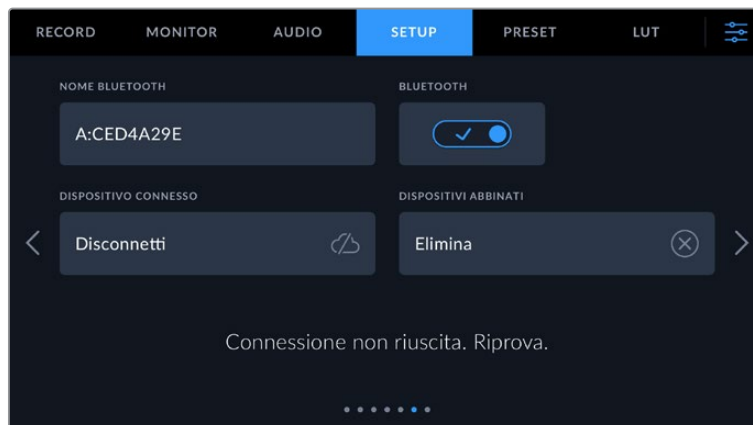 RECORD MONITOR AUDIO SETUP PRESET LUT
NOME BLUETOOTH BLUETOOTH
A:CED4A29E
DISPOSITIVO CONNESSO DISPOSITIVI ABBINATI
Disconnetti Elimina
Connessione non riuscita. Riprova.